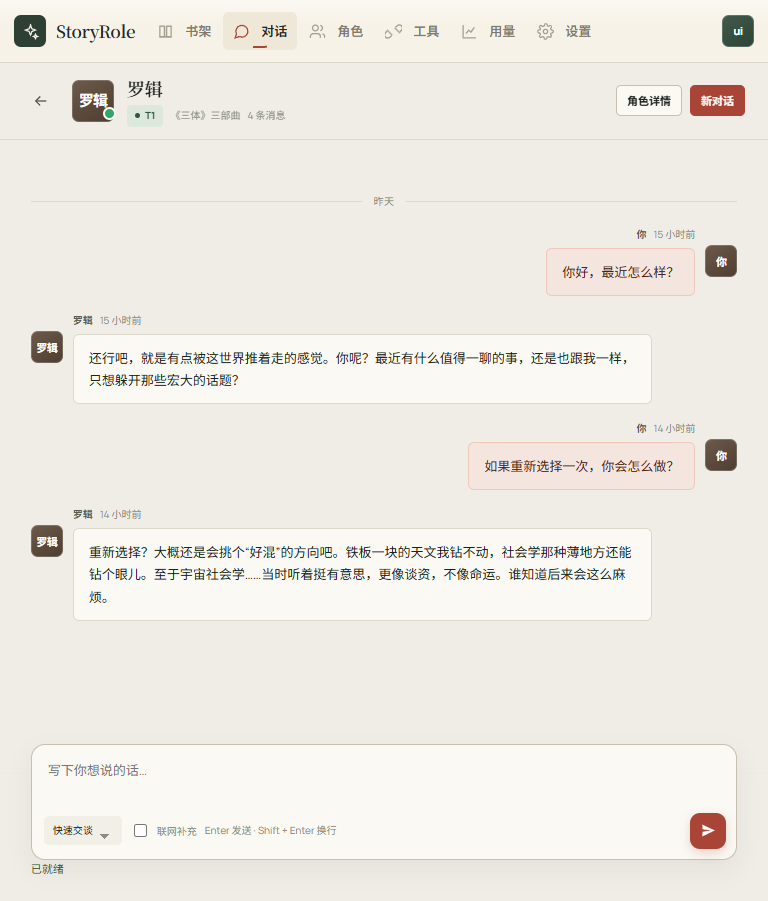 StoryRole 书架 对话 角色 工具 用量 设置 ui
罗辑
罗辑
T1 《三体》三部曲 4 条消息
角色详情 新对话
昨天
你 15 小时前
你好，最近怎么样？
你
罗辑 15 小时前
罗辑
还行吧，就是有点被这世界推着走的感觉。你呢？最近有什么值得一聊的事，还是也跟我一样，
只想躲开那些宏大的话题？
你 14 小时前
如果重新选择一次，你会怎么做？
你
罗辑 14 小时前
罗辑
重新选择？大概还是会挑个“好混”的方向吧。铁板一块的天文我钻不动，社会学那种薄地方还能
钻个眼儿。至于宇宙社会学……当时听着挺有意思，更像谈资，不像命运。谁知道后来会这么麻
烦。
写下你想说的话…
快速交谈 联网补充 Enter 发送 · Shift + Enter 换行
已就绪